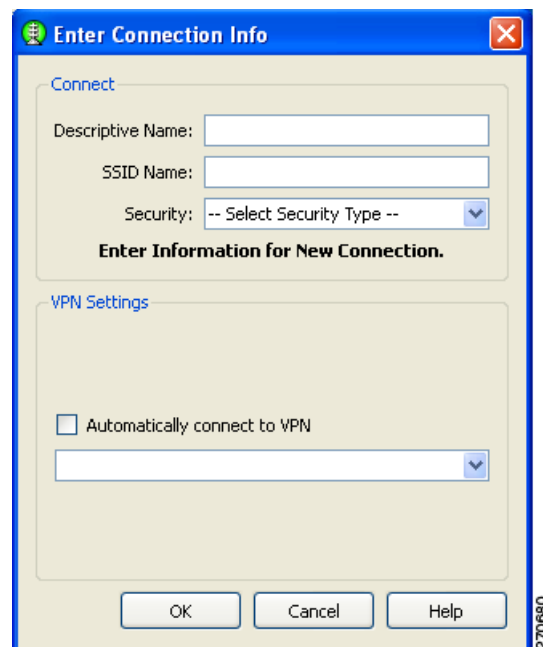 Enter Connection Info
Connect
Descriptive Name:
SSID Name:
Security: -- Select Security Type --
Enter Information for New Connection.
VPN Settings
Automatically connect to VPN
OK Cancel Help
270680